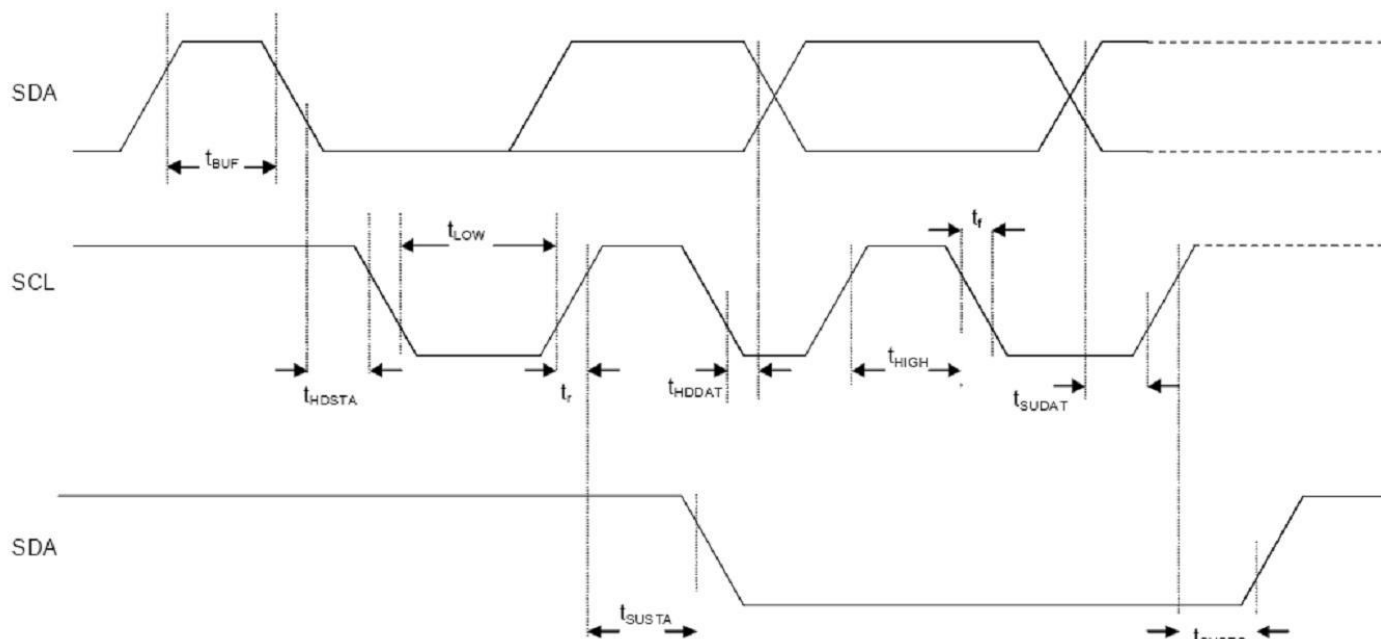 SDA
tBUF
tLOW
tf
SCL
tHDSTA
tr
tHDDAT
tHIGH
tSUDAT
SDA
tSUSTA